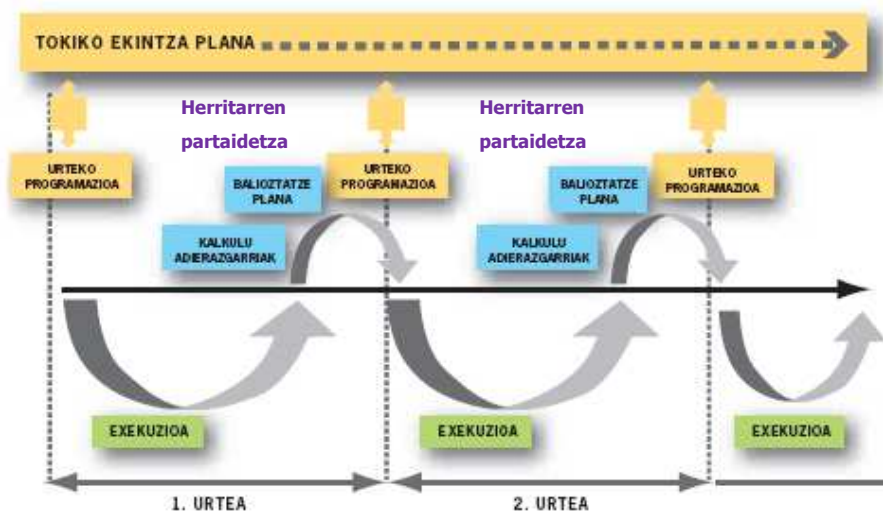 TOKIKO EKINTZA PLANA
Herritarren
partaidetza
Herritarren
partaidetza
URTEKO
PROGRAMAZIOA
BALIOZTATZE
PLANA
URTEKO
PROGRAMAZIOA
BALIOZTATZE
PLANA
URTEKO
PROGRAMAZIOA
KALKULU
ADIERAZGARRIAK
KALKULU
ADIERAZGARRIAK
EXEKUZIOA
EXEKUZIOA
EXEKUZIOA
1. URTEA
2. URTEA